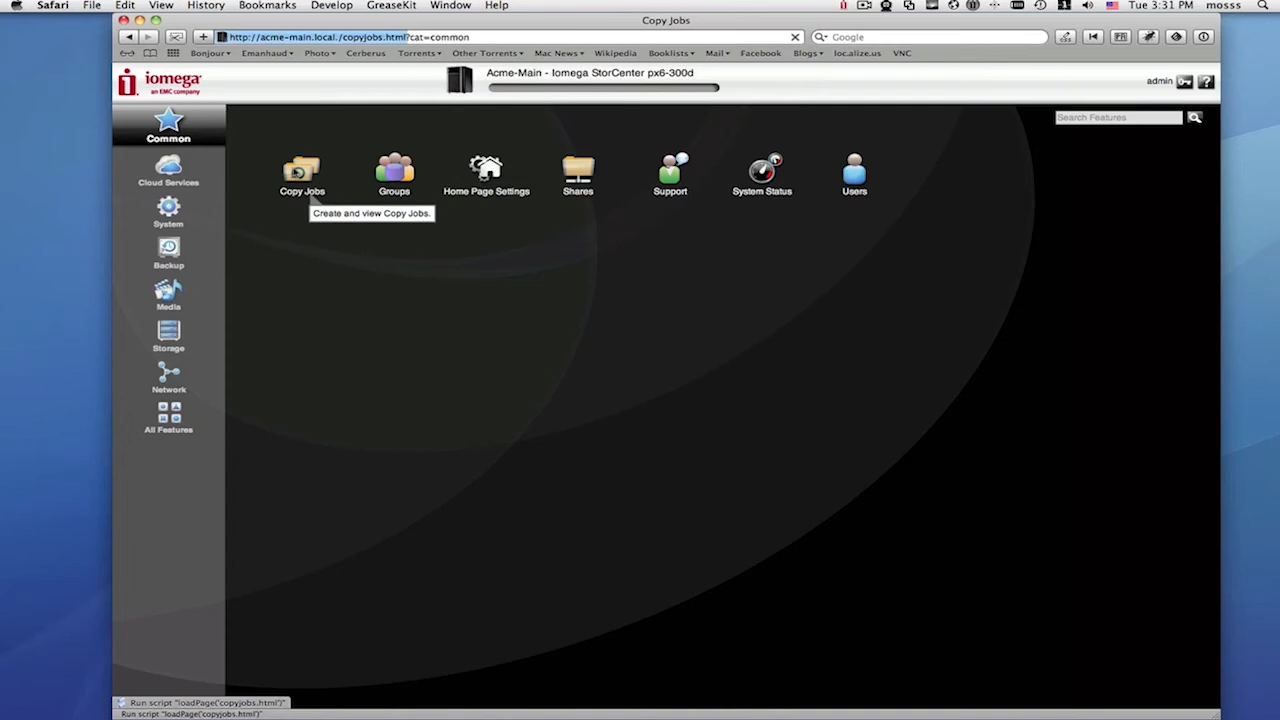 Safari File Edit View History Bookmarks Develop GreaseKit Window Help Tue 3:31 PM mosss
Copy Jobs
http://acme-main.local./copyjobs.html?cat=common Google
Bonjour Emanhaud Photo Cerberus Torrents Other Torrents Mac News Wikipedia Booklists Mail Facebook Blogs loc.alize.us VNC
iomega
an EMC company
Acme-Main - Iomega StorCenter px6-300d
admin
Search Features
Common
Cloud Services
System
Backup
Media
Storage
Network
All Features
Copy Jobs Groups Home Page Settings Shares Support System Status Users
Create and view Copy Jobs.
Run script "loadPage('copyjobs.html')"
Run script "loadPage('copyjobs.html')"